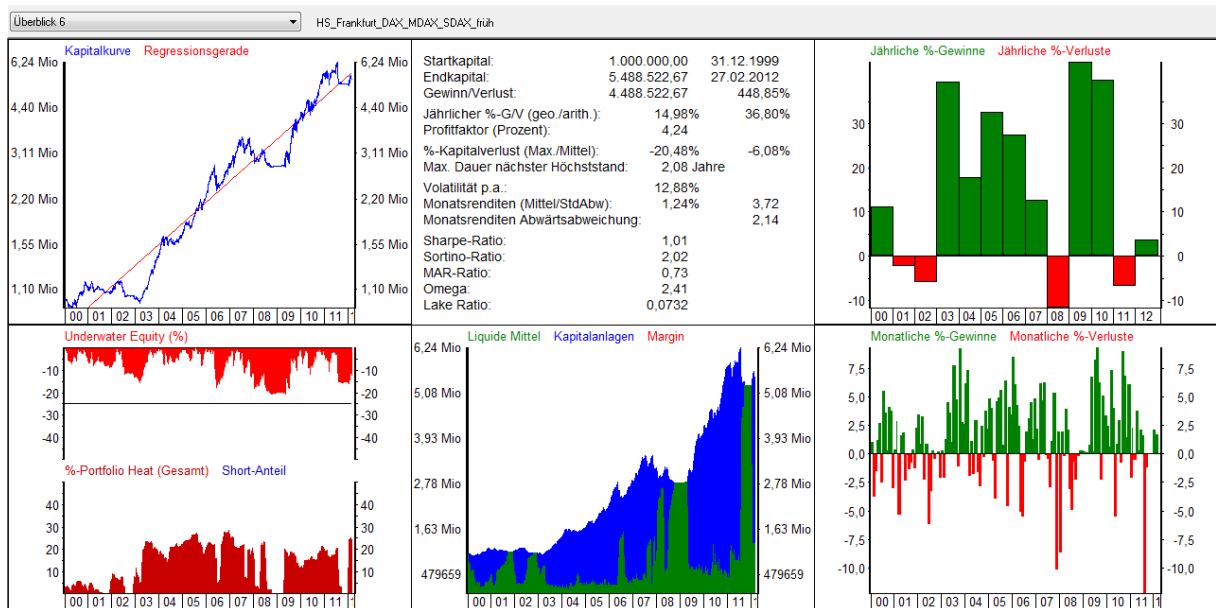 Überblick 6 HS_Frankfurt_DAX_MDAX_SDAX_früh
Kapitalkurve Regressionsgerade
6,24 Mio 6,24 Mio
4,40 Mio 4,40 Mio
3,11 Mio 3,11 Mio
2,20 Mio 2,20 Mio
1,55 Mio 1,55 Mio
1,10 Mio 1,10 Mio
00 01 02 03 04 05 06 07 08 09 10 11 1
Startkapital: 1.000.000,00 31.12.1999
Endkapital: 5.488.522,67 27.02.2012
Gewinn/Verlust: 4.488.522,67 448,85%
Jährlicher %-G/V (geo./arith.): 14,98% 36,80%
Profitfaktor (Prozent): 4,24
%-Kapitalverlust (Max./Mittel): -20,48% -6,08%
Max. Dauer nächster Höchststand: 2,08 Jahre
Volatilität p.a.: 12,88%
Monatsrenditen (Mittel/StdAbw): 1,24% 3,72
Monatsrenditen Abwärtsabweichung: 2,14
Sharpe-Ratio: 1,01
Sortino-Ratio: 2,02
MAR-Ratio: 0,73
Omega: 2,41
Lake Ratio: 0,0732
Jährliche %-Gewinne Jährliche %-Verluste
30 30
20 20
10 10
0 0
-10 -10
00 01 02 03 04 05 06 07 08 09 10 11 12
Underwater Equity (%)
-10 -10
-20 -20
-30 -30
-40 -40
%-Portfolio Heat (Gesamt) Short-Anteil
40 40
30 30
20 20
10 10
00 01 02 03 04 05 06 07 08 09 10 11 1
Liquide Mittel Kapitalanlagen Margin
6,24 Mio 6,24 Mio
5,08 Mio 5,08 Mio
3,93 Mio 3,93 Mio
2,78 Mio 2,78 Mio
1,63 Mio 1,63 Mio
479659 479659
00 01 02 03 04 05 06 07 08 09 10 11 1
Monatliche %-Gewinne Monatliche %-Verluste
7,5 7,5
5,0 5,0
2,5 2,5
0,0 0,0
-2,5 -2,5
-5,0 -5,0
-7,5 -7,5
-10,0 -10,0
00 01 02 03 04 05 06 07 08 09 10 11 1